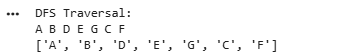 ••• DFS Traversal:
A B D E G C F
['A', 'B', 'D', 'E', 'G', 'C', 'F']